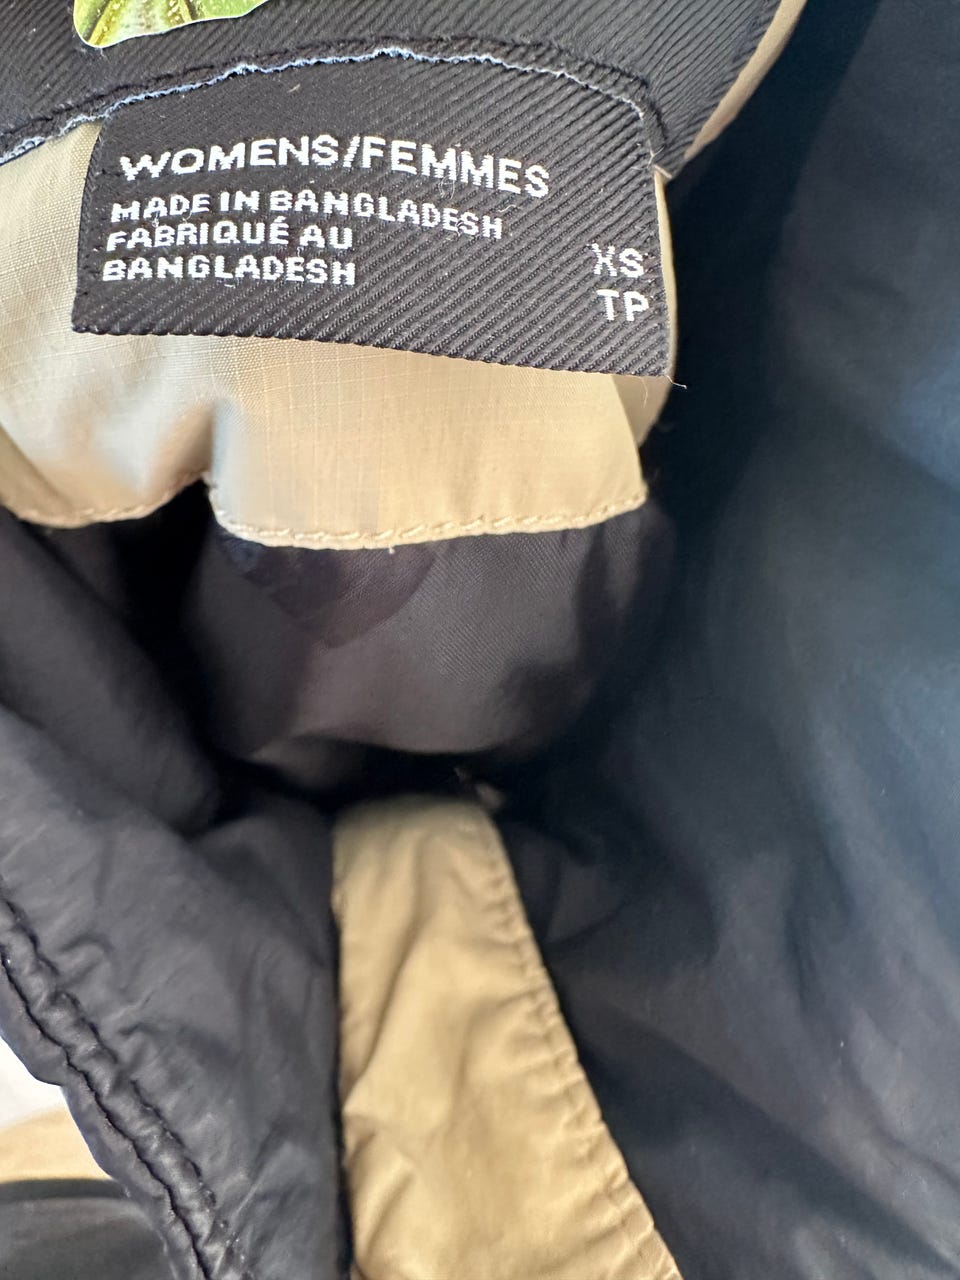 WOMENS/FEMMES
MADE IN BANGLADESH
FABRIQUÉ AU
BANGLADESH
XS
TP